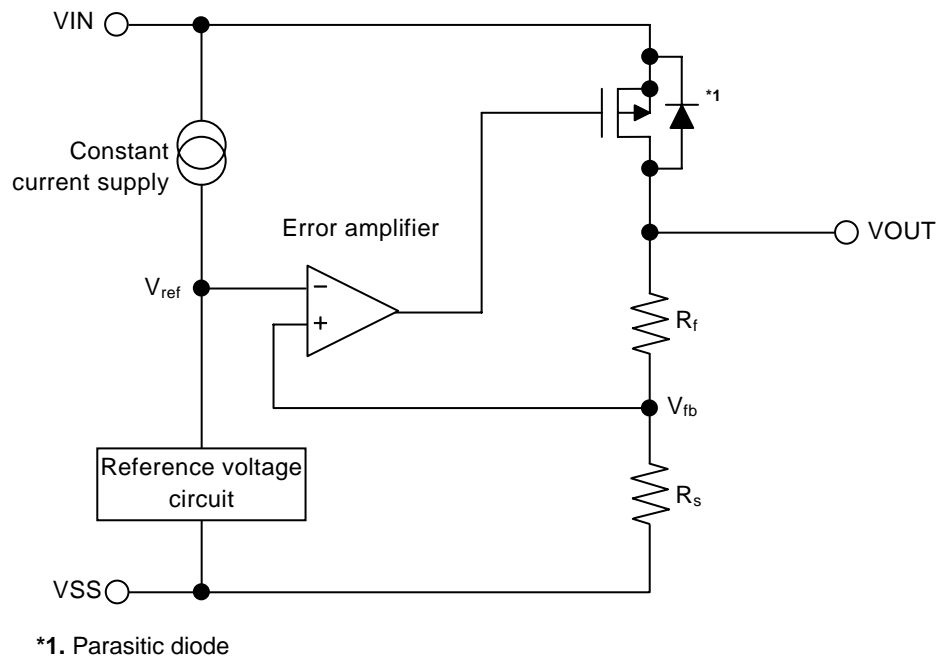 VIN
*1
Constant
current supply
Error amplifier
VOUT
Vref
−
+
Rf
Vfb
Reference voltage
circuit
Rs
VSS
*1. Parasitic diode